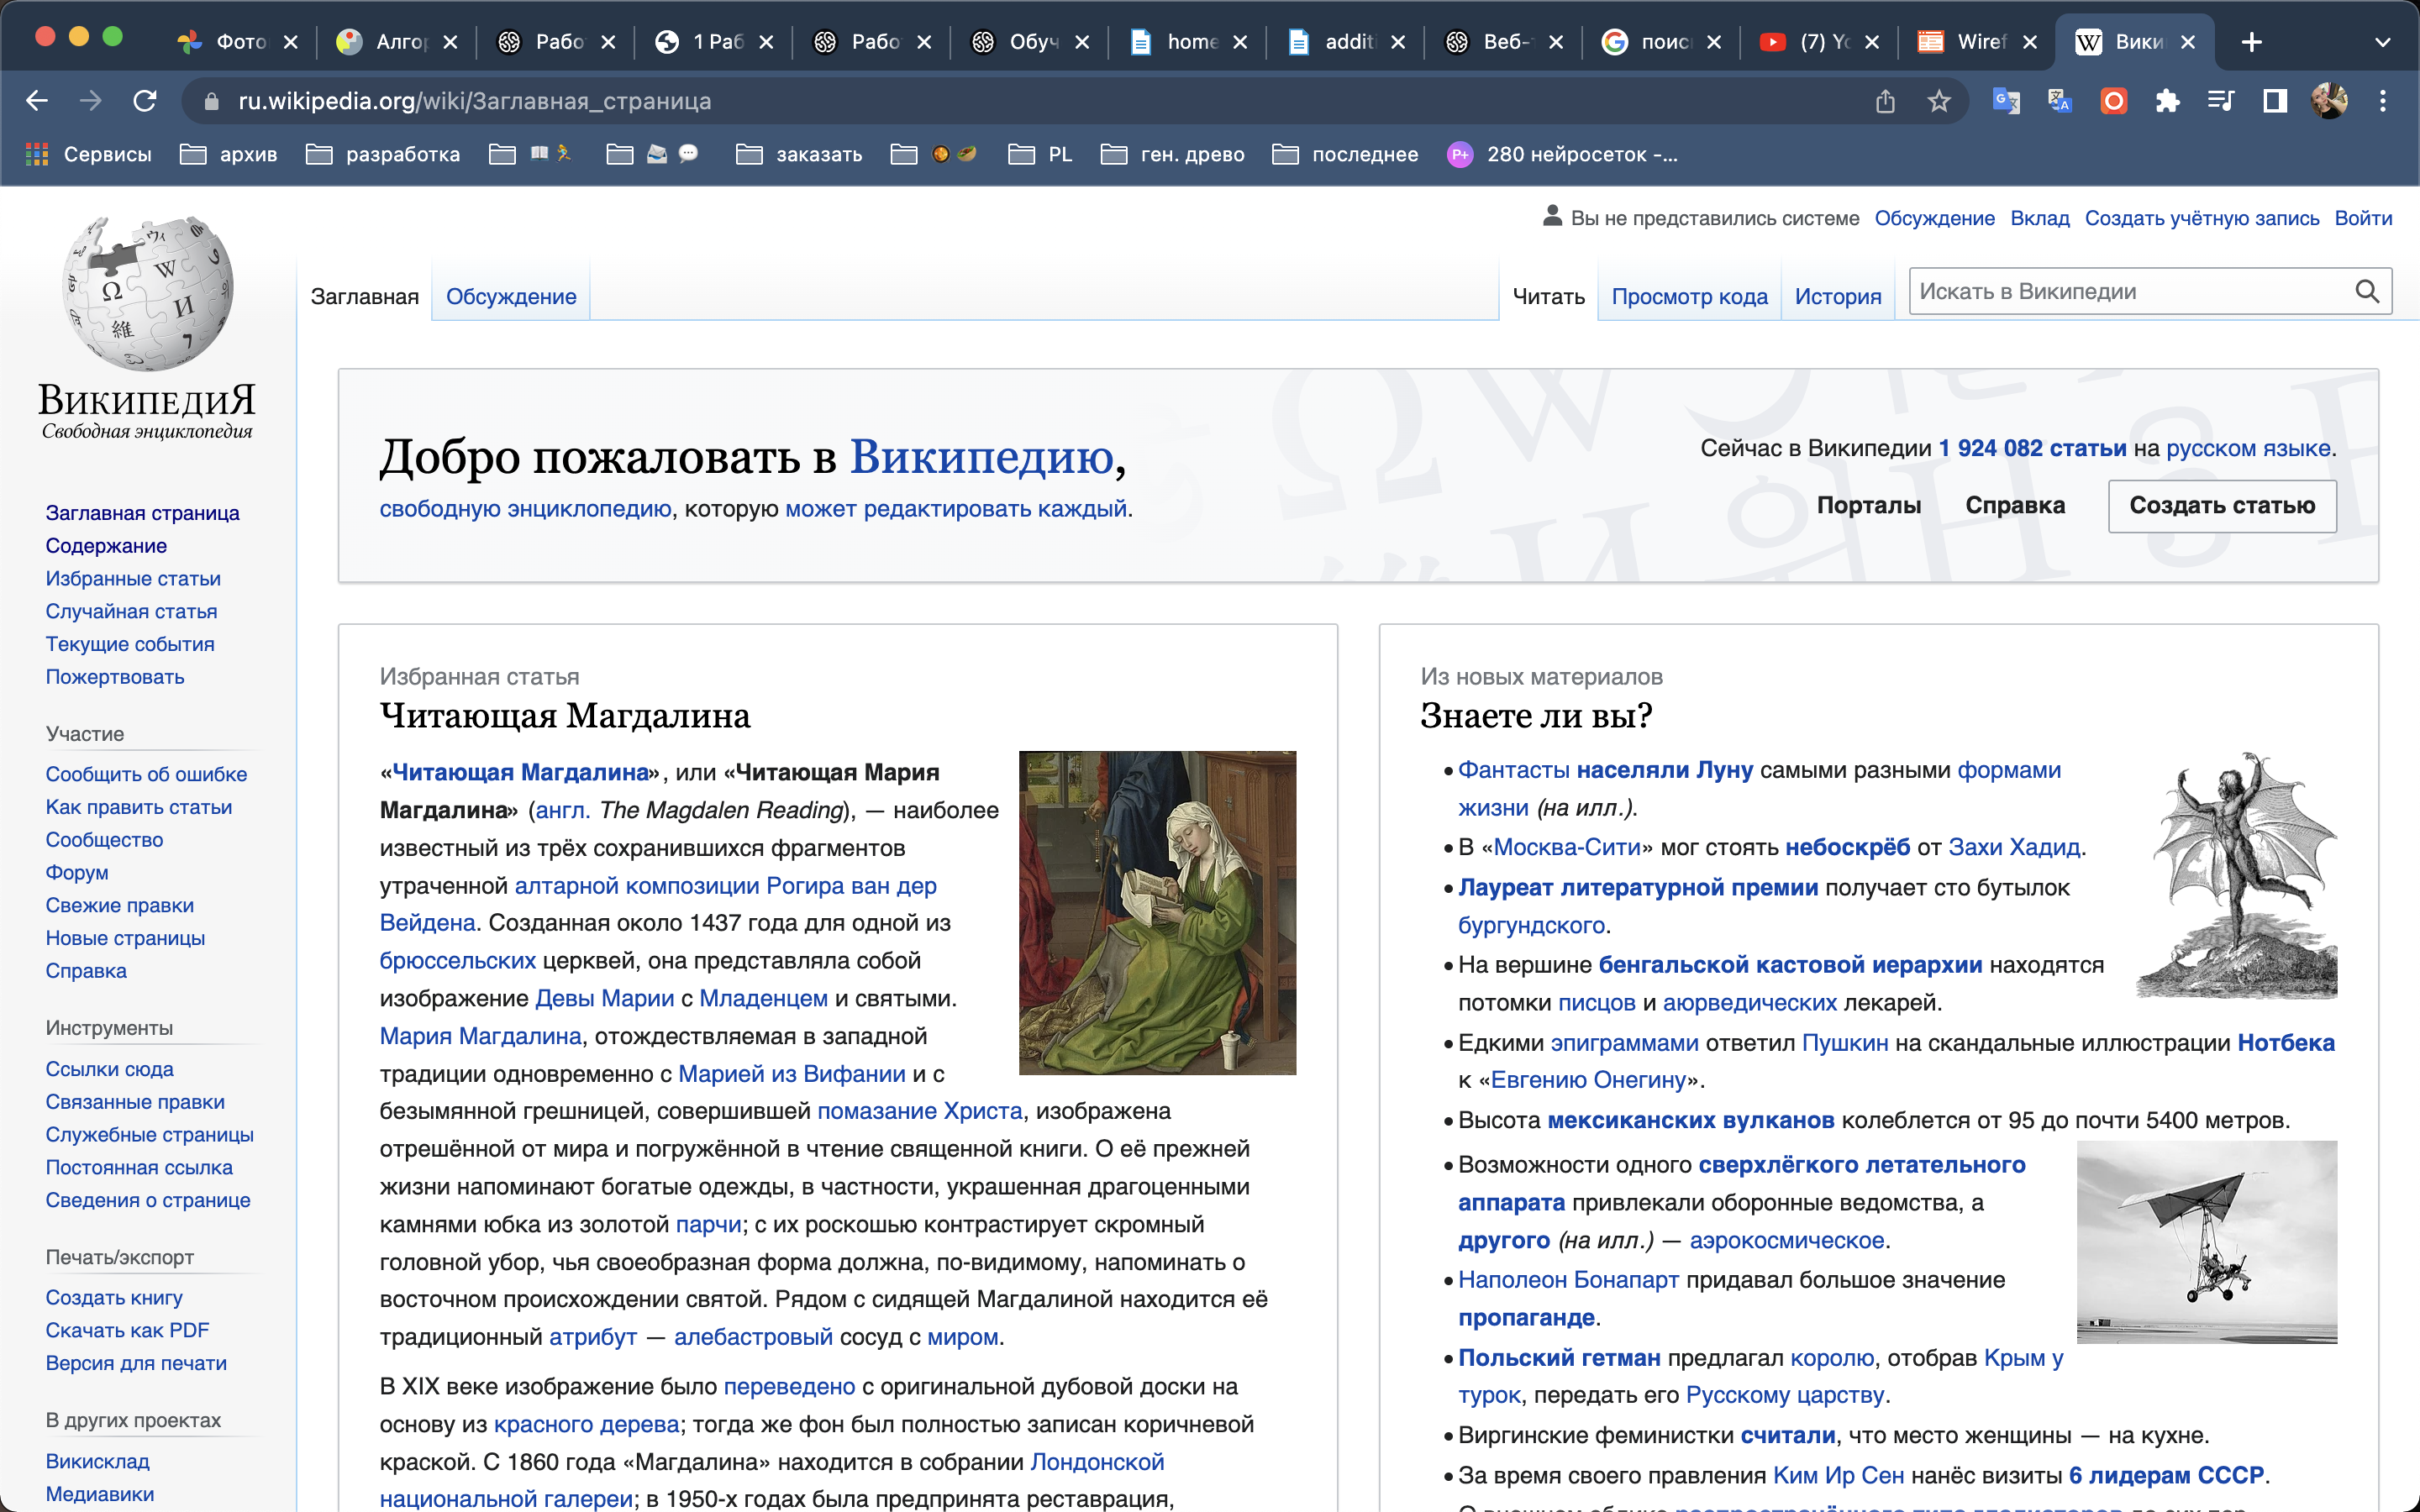 Фото
Алгор
Рабо
1 Раб
Рабо
Обуч
home
additi
Веб-
поис
(7) Yo
Wiref
Вики
ru.wikipedia.org/wiki/Заглавная_страница
Сервисы
архив
разработка
заказать
PL
ген. древо
последнее
P+
280 нейросеток -...
Вы не представились системе Обсуждение Вклад Создать учётную запись Войти
ВикипедиЯ
Свободная энциклопедия
Заглавная Обсуждение
Читать Просмотр кода История
Искать в Википедии
Добро пожаловать в Википедию,
свободную энциклопедию, которую может редактировать каждый.
Сейчас в Википедии 1 924 082 статьи на русском языке.
Порталы Справка Создать статью
Заглавная страница
Содержание
Избранные статьи
Случайная статья
Текущие события
Пожертвовать
Участие
Сообщить об ошибке
Как править статьи
Сообщество
Форум
Свежие правки
Новые страницы
Справка
Инструменты
Ссылки сюда
Связанные правки
Служебные страницы
Постоянная ссылка
Сведения о странице
Печать/экспорт
Создать книгу
Скачать как PDF
Версия для печати
В других проектах
Викисклад
Медиавики
Избранная статья
Читающая Магдалина
«Читающая Магдалина», или «Читающая Мария
Магдалина» (англ. The Magdalen Reading), — наиболее
известный из трёх сохранившихся фрагментов
утраченной алтарной композиции Рогира ван дер
Вейдена. Созданная около 1437 года для одной из
брюссельских церквей, она представляла собой
изображение Девы Марии с Младенцем и святыми.
Мария Магдалина, отождествляемая в западной
традиции одновременно с Марией из Вифании и с
безымянной грешницей, совершившей помазание Христа, изображена
отрешённой от мира и погружённой в чтение священной книги. О её прежней
жизни напоминают богатые одежды, в частности, украшенная драгоценными
камнями юбка из золотой парчи; с их роскошью контрастирует скромный
головной убор, чья своеобразная форма должна, по-видимому, напоминать о
восточном происхождении святой. Рядом с сидящей Магдалиной находится её
традиционный атрибут — алебастровый сосуд с миром.
В XIX веке изображение было переведено с оригинальной дубовой доски на
основу из красного дерева; тогда же фон был полностью записан коричневой
краской. С 1860 года «Магдалина» находится в собрании Лондонской
национальной галереи; в 1950-х годах была предпринята реставрация,
Из новых материалов
Знаете ли вы?
• Фантасты населяли Луну самыми разными формами
жизни (на илл.).
• В «Москва-Сити» мог стоять небоскрёб от Захи Хадид.
• Лауреат литературной премии получает сто бутылок
бургундского.
• На вершине бенгальской кастовой иерархии находятся
потомки писцов и аюрведических лекарей.
• Едкими эпиграммами ответил Пушкин на скандальные иллюстрации Нотбека
к «Евгению Онегину».
• Высота мексиканских вулканов колеблется от 95 до почти 5400 метров.
• Возможности одного сверхлёгкого летательного
аппарата привлекали оборонные ведомства, а
другого (на илл.) — аэрокосмическое.
• Наполеон Бонапарт придавал большое значение
пропаганде.
• Польский гетман предлагал королю, отобрав Крым у
турок, передать его Русскому царству.
• Виргинские феминистки считали, что место женщины — на кухне.
• За время своего правления Ким Ир Сен нанёс визиты 6 лидерам СССР.